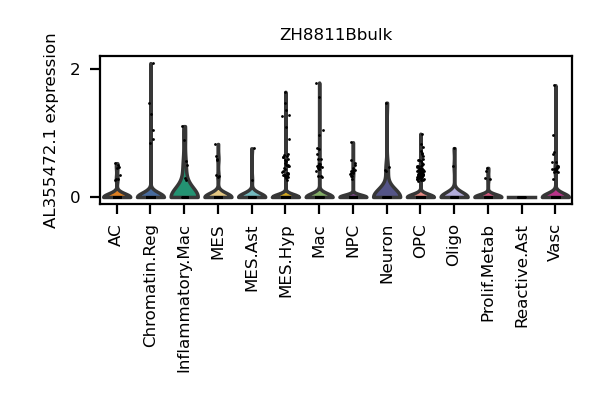 ZH8811Bbulk
AL355472.1 expression
2
0
AC
Chromatin.Reg
Inflammatory.Mac
MES
MES.Ast
MES.Hyp
Mac
NPC
Neuron
OPC
Oligo
Prolif.Metab
Reactive.Ast
Vasc